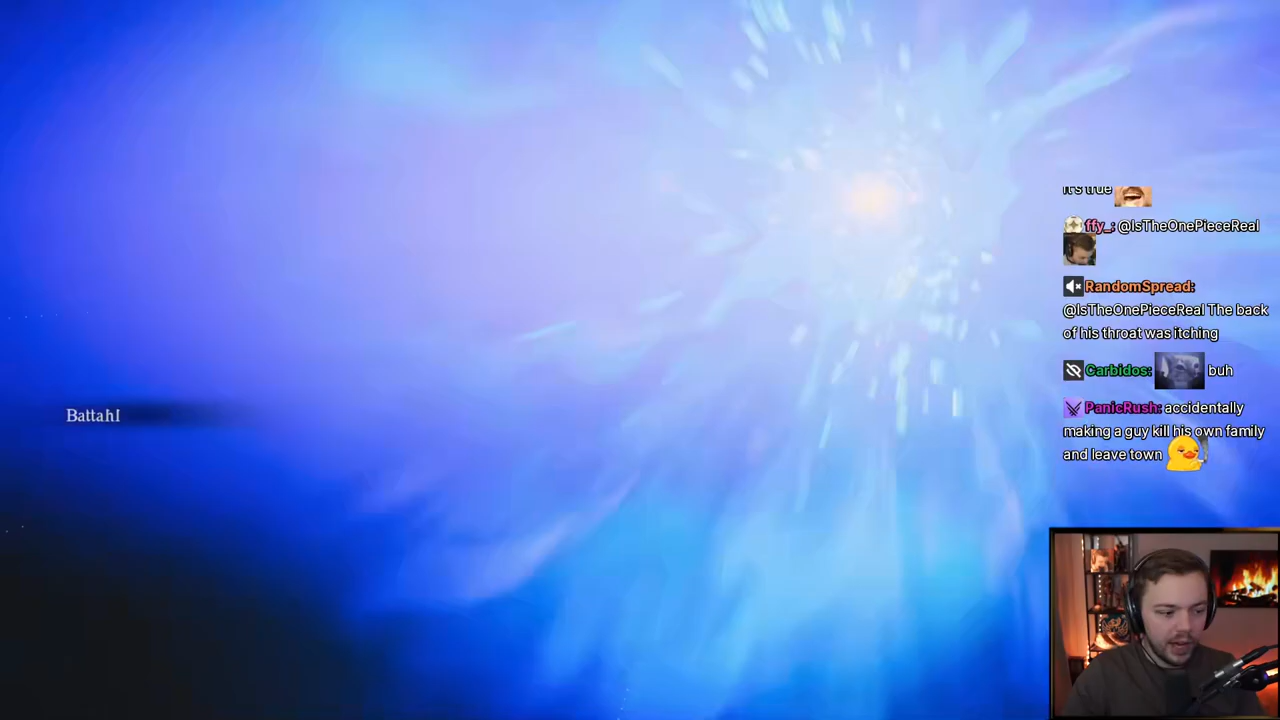 it's true
ffy_: @IsTheOnePieceReal
RandomSpread:
@IsTheOnePieceReal The back
of his throat was itching
Carbidos: buh
BattahI
PanicRush: accidentally
making a guy kill his own family
and leave town